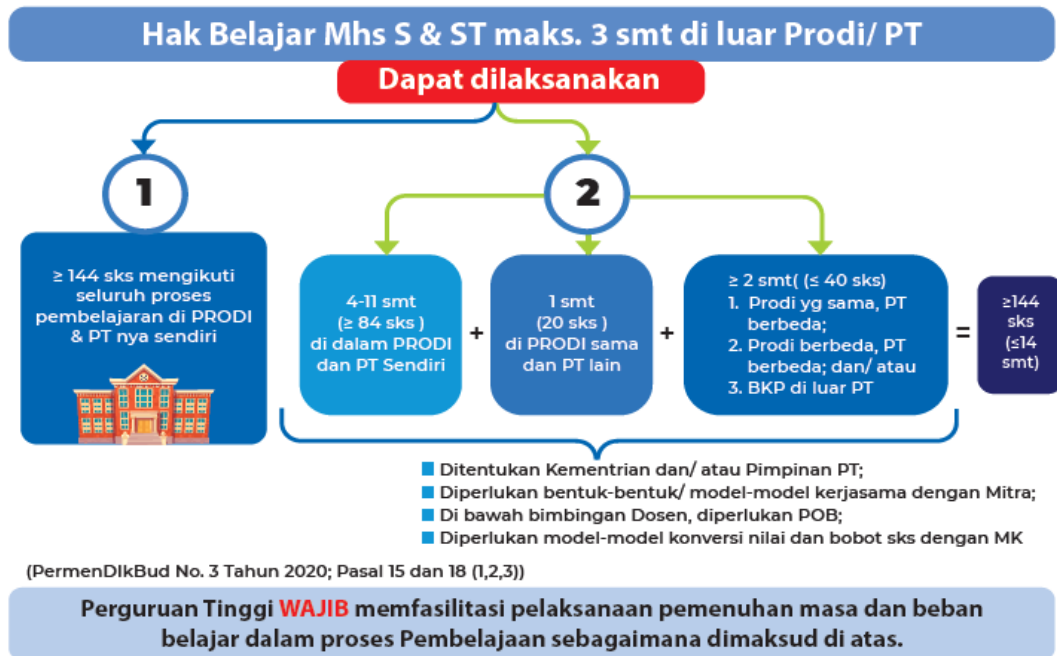 Hak Belajar Mhs S & ST maks. 3 smt di luar Prodi/ PT
Dapat dilaksanakan
1
2
≥ 144 sks mengikuti
seluruh proses
pembelajaran di PRODI
& PT nya sendiri
4-11 smt
(≥ 84 sks )
di dalam PRODI
dan PT Sendiri
+
1 smt
(20 sks )
di PRODI sama
dan PT lain
+
≥ 2 smt( (≤ 40 sks)
1. Prodi yg sama, PT
berbeda;
2. Prodi berbeda, PT
berbeda; dan/ atau
3. BKP di luar PT
=
≥144
sks
(≤14
smt)
Ditentukan Kementrian dan/ atau Pimpinan PT;
Diperlukan bentuk-bentuk/ model-model kerjasama dengan Mitra;
Di bawah bimbingan Dosen, diperlukan POB;
Diperlukan model-model konversi nilai dan bobot sks dengan MK
(PermenDIkBud No. 3 Tahun 2020; Pasal 15 dan 18 (1,2,3))
Perguruan Tinggi WAJIB memfasilitasi pelaksanaan pemenuhan masa dan beban
belajar dalam proses Pembelajaan sebagaimana dimaksud di atas.